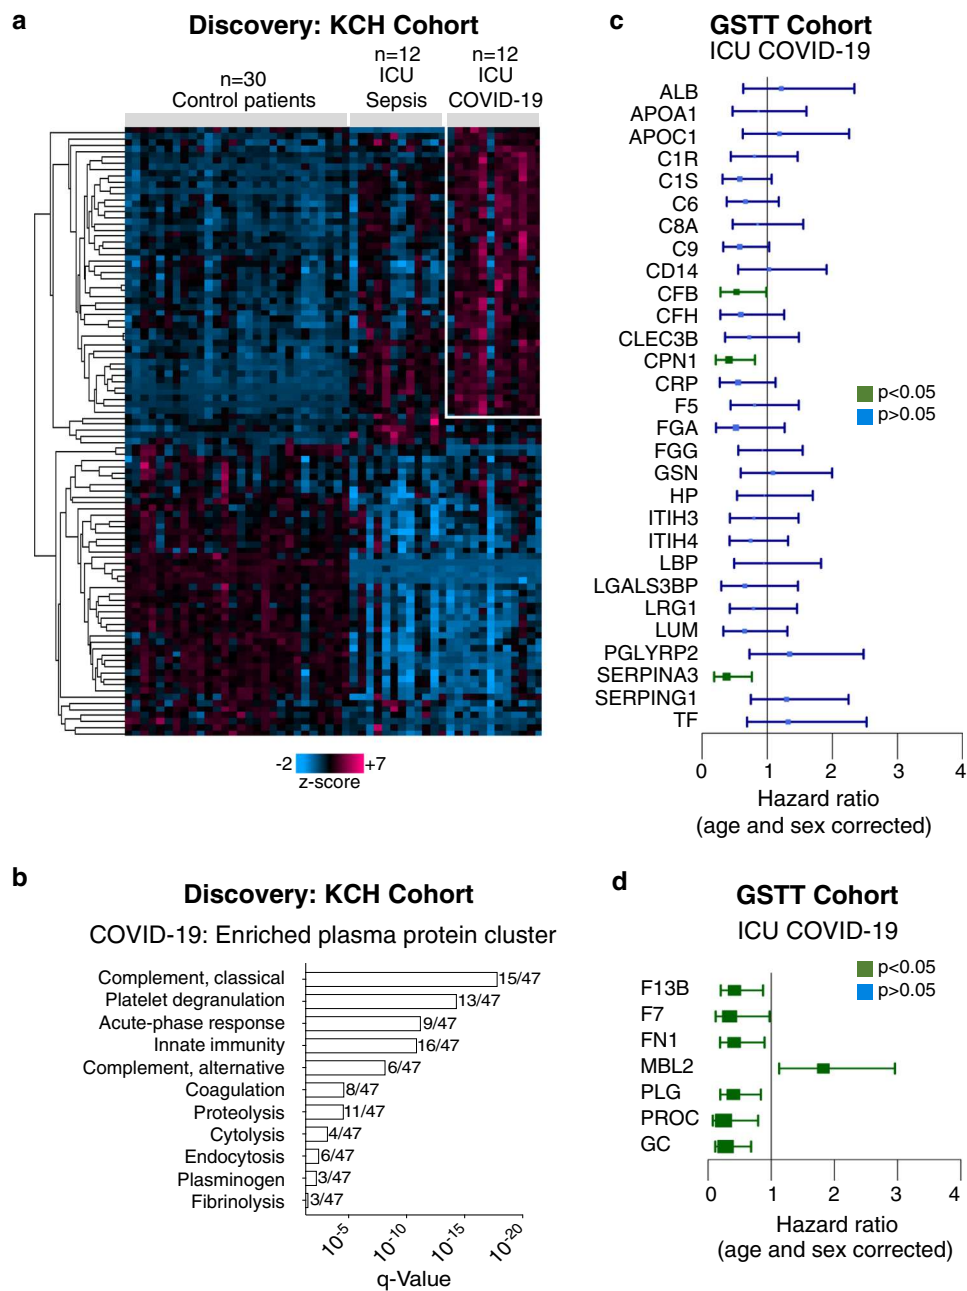 a
Discovery: KCH Cohort
n=30
Control patients
n=12
ICU
Sepsis
n=12
ICU
COVID-19
-2
+7
z-score
b
Discovery: KCH Cohort
COVID-19: Enriched plasma protein cluster
Complement, classical 15/47
Platelet degranulation 13/47
Acute-phase response 9/47
Innate immunity 16/47
Complement, alternative 6/47
Coagulation 8/47
Proteolysis 11/47
Cytolysis 4/47
Endocytosis 6/47
Plasminogen 3/47
Fibrinolysis 3/47
10-5 10-10 10-15 10-20
q-Value
c
GSTT Cohort
ICU COVID-19
ALB
APOA1
APOC1
C1R
C1S
C6
C8A
C9
CD14
CFB
CFH
CLEC3B
CPN1
CRP
F5
FGA
FGG
GSN
HP
ITIH3
ITIH4
LBP
LGALS3BP
LRG1
LUM
PGLYRP2
SERPINA3
SERPING1
TF
p<0.05
p>0.05
0 1 2 3 4
Hazard ratio
(age and sex corrected)
d
GSTT Cohort
ICU COVID-19
p<0.05
p>0.05
F13B
F7
FN1
MBL2
PLG
PROC
GC
0 1 2 3 4
Hazard ratio
(age and sex corrected)